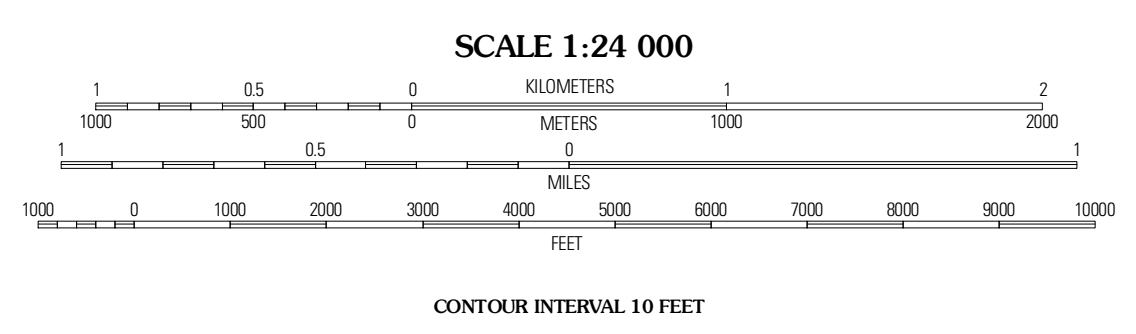 SCALE 1:24 000
1 0.5 0 KILOMETERS 1 2
1000 500 0 METERS 1000 2000
1 0.5 0 1
MILES
1000 0 1000 2000 3000 4000 5000 6000 7000 8000 9000 10000
FEET
CONTOUR INTERVAL 10 FEET